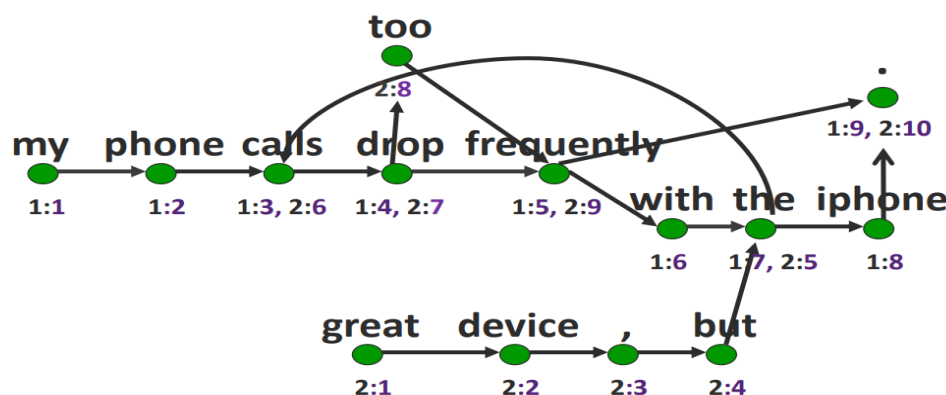 too
2:8
.
1:9, 2:10
my phone calls drop frequently
1:1 1:2 1:3, 2:6 1:4, 2:7 1:5, 2:9
with the iphone
1:6 1:7, 2:5 1:8
great device , but
2:1 2:2 2:3 2:4